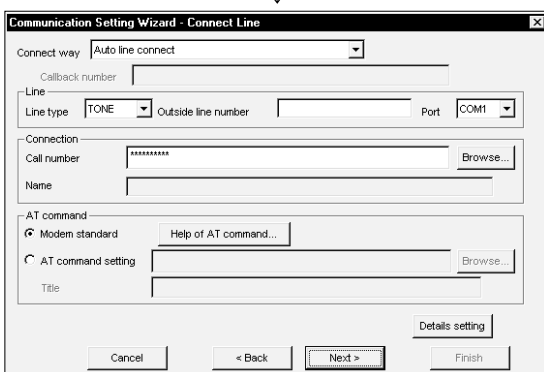 Communication Setting Wizard - Connect Line
Connect way Auto line connect
Callback number
Line
Line type TONE Outside line number Port COM1
Connection
Call number ********** Browse...
Name
AT command
Modem standard Help of AT command...
AT command setting Browse...
Title
Details setting
Cancel < Back Next > Finish